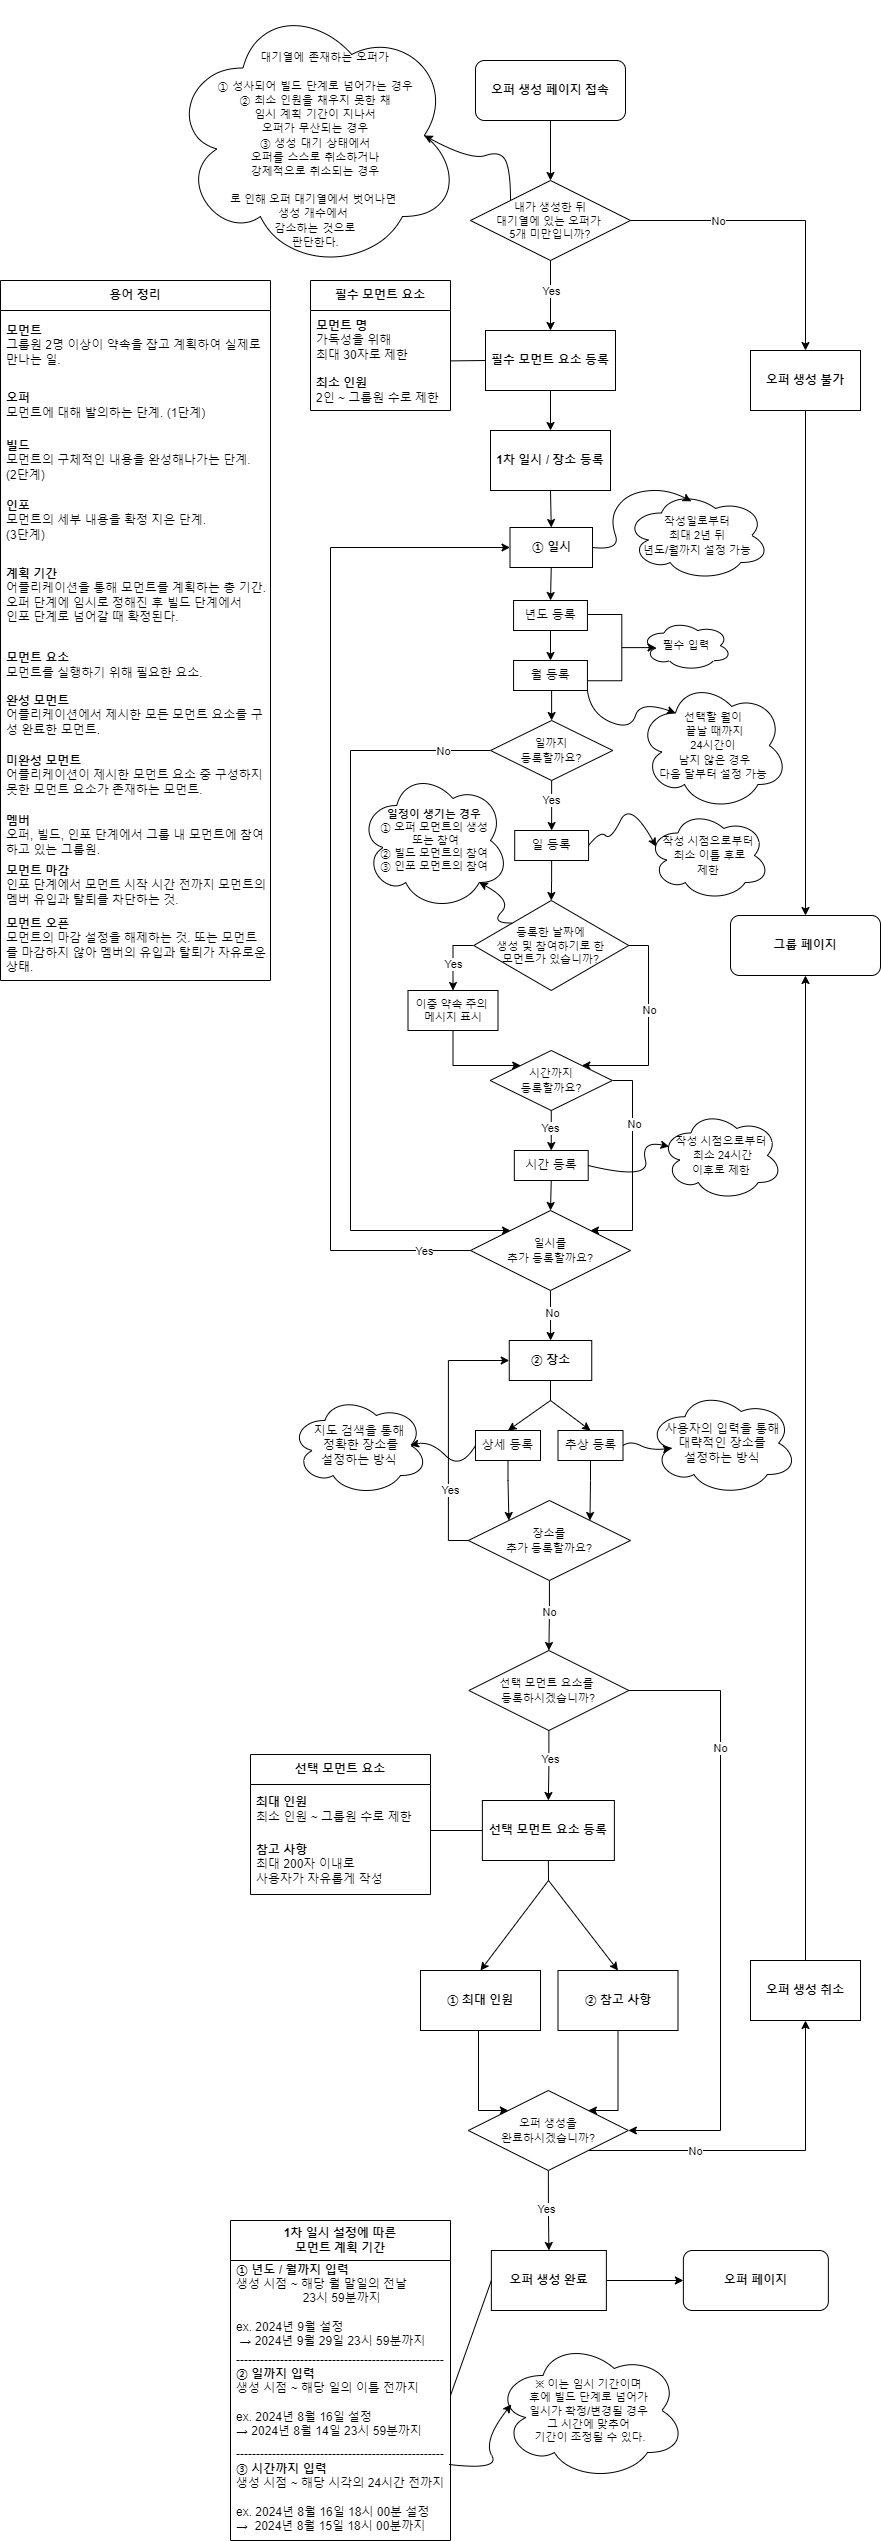 대기열에 존재하는 오퍼가
① 성사되어 빌드 단계로 넘어가는 경우
② 최소 인원을 채우지 못한 채
임시 계획 기간이 지나서
오퍼가 무산되는 경우
③ 생성 대기 상태에서
오퍼를 스스로 취소하거나
강제적으로 취소되는 경우
로 인해 오퍼 대기열에서 벗어나면
생성 개수에서
감소하는 것으로
판단한다.
오퍼 생성 페이지 접속
내가 생성한 뒤
대기열에 있는 오퍼가
5개 미만입니까?
No
Yes
용어 정리
모먼트
그룹원 2명 이상이 약속을 잡고 계획하여 실제로
만나는 일.
오퍼
모먼트에 대해 발의하는 단계. (1단계)
빌드
모먼트의 구체적인 내용을 완성해나가는 단계.
(2단계)
인포
모먼트의 세부 내용을 확정 지은 단계.
(3단계)
계획 기간
어플리케이션을 통해 모먼트를 계획하는 총 기간.
오퍼 단계에 임시로 정해진 후 빌드 단계에서
인포 단계로 넘어갈 때 확정된다.
모먼트 요소
모먼트를 실행하기 위해 필요한 요소.
완성 모먼트
어플리케이션에서 제시한 모든 모먼트 요소를 구
성 완료한 모먼트.
미완성 모먼트
어플리케이션이 제시한 모먼트 요소 중 구성하지
못한 모먼트 요소가 존재하는 모먼트.
멤버
오퍼, 빌드, 인포 단계에서 그룹 내 모먼트에 참여
하고 있는 그룹원.
모먼트 마감
인포 단계에서 모먼트 시작 시간 전까지 모먼트의
멤버 유입과 탈퇴를 차단하는 것.
모먼트 오픈
모먼트의 마감 설정을 해제하는 것. 또는 모먼트
를 마감하지 않아 멤버의 유입과 탈퇴가 자유로운
상태.
필수 모먼트 요소
모먼트 명
가독성을 위해
최대 30자로 제한
최소 인원
2인 ~ 그룹원 수로 제한
필수 모먼트 요소 등록
오퍼 생성 불가
1차 일시 / 장소 등록
① 일시
작성일로부터
최대 2년 뒤
년도/월까지 설정 가능
년도 등록
필수 입력
월 등록
선택할 월이
끝날 때까지
24시간이
남지 않은 경우
다음 달부터 설정 가능
일까지
등록할까요?
No
Yes
일정이 생기는 경우
① 오퍼 모먼트의 생성
또는 참여
② 빌드 모먼트의 참여
③ 인포 모먼트의 참여
일 등록
작성 시점으로부터
최소 이틀 후로
제한
등록한 날짜에
생성 및 참여하기로 한
모먼트가 있습니까?
Yes
No
그룹 페이지
이중 약속 주의
메시지 표시
시간까지
등록할까요?
Yes
No
시간 등록
작성 시점으로부터
최소 24시간
이후로 제한
일시를
추가 등록할까요?
Yes
No
② 장소
지도 검색을 통해
정확한 장소를
설정하는 방식
상세 등록
추상 등록
사용자의 입력을 통해
대략적인 장소를
설정하는 방식
Yes
장소를
추가 등록할까요?
No
선택 모먼트 요소를
등록하시겠습니까?
Yes
No
선택 모먼트 요소
최대 인원
최소 인원 ~ 그룹원 수로 제한
참고 사항
최대 200자 이내로
사용자가 자유롭게 작성
선택 모먼트 요소 등록
① 최대 인원
② 참고 사항
오퍼 생성 취소
오퍼 생성을
완료하시겠습니까?
No
Yes
1차 일시 설정에 따른
모먼트 계획 기간
① 년도 / 월까지 입력
생성 시점 ~ 해당 월 말일의 전날
23시 59분까지
ex. 2024년 9월 설정
→ 2024년 9월 29일 23시 59분까지
----------------------------------------------------
② 일까지 입력
생성 시점 ~ 해당 일의 이틀 전까지
ex. 2024년 8월 16일 설정
→ 2024년 8월 14일 23시 59분까지
----------------------------------------------------
③ 시간까지 입력
생성 시점 ~ 해당 시각의 24시간 전까지
ex. 2024년 8월 16일 18시 00분 설정
→ 2024년 8월 15일 18시 00분까지
오퍼 생성 완료
오퍼 페이지
※ 이는 임시 기간이며
후에 빌드 단계로 넘어가
일시가 확정/변경될 경우
그 시간에 맞추어
기간이 조정될 수 있다.